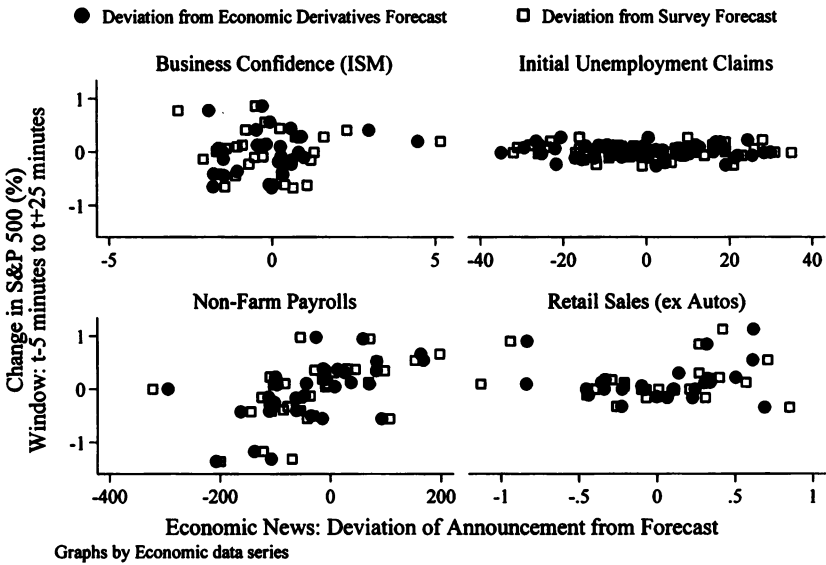 Deviation from Economic Derivatives Forecast
Deviation from Survey Forecast
Business Confidence (ISM)
Initial Unemployment Claims
Change in S&P 500 (%)
Window: t-5 minutes to t+25 minutes
1
0
-1
-5
0
5
-40
-20
0
20
40
Non-Farm Payrolls
Retail Sales (ex Autos)
1
0
-1
-400
-200
0
200
-1
-.5
0
.5
1
Economic News: Deviation of Announcement from Forecast
Graphs by Economic data series